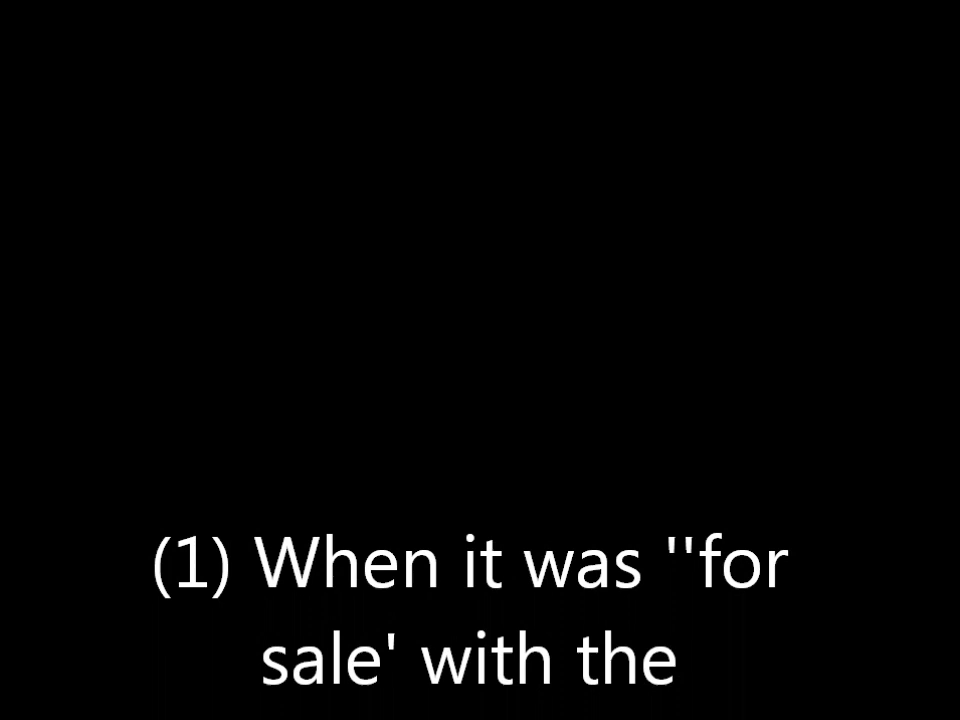 (1) When it was ''for
sale' with the